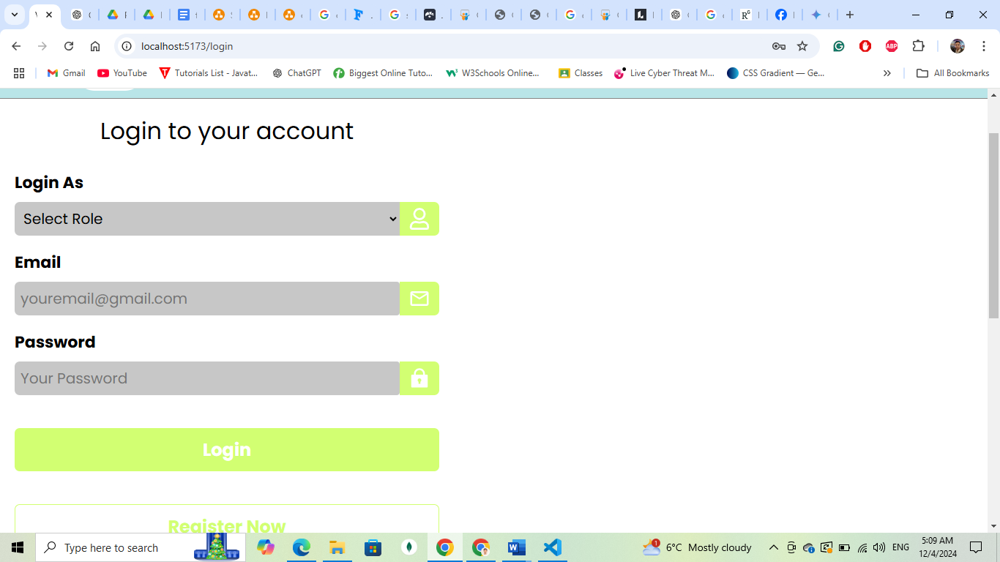 localhost:5173/login
Gmail
YouTube
Tutorials List - Javat...
ChatGPT
Biggest Online Tuto...
W3Schools Online...
Classes
Live Cyber Threat M...
CSS Gradient — Ge...
All Bookmarks
Login to your account
Login As
Select Role
Email
youremail@gmail.com
Password
Your Password
Login
Register Now
Type here to search
6°C Mostly cloudy
ENG
5:09 AM
12/4/2024